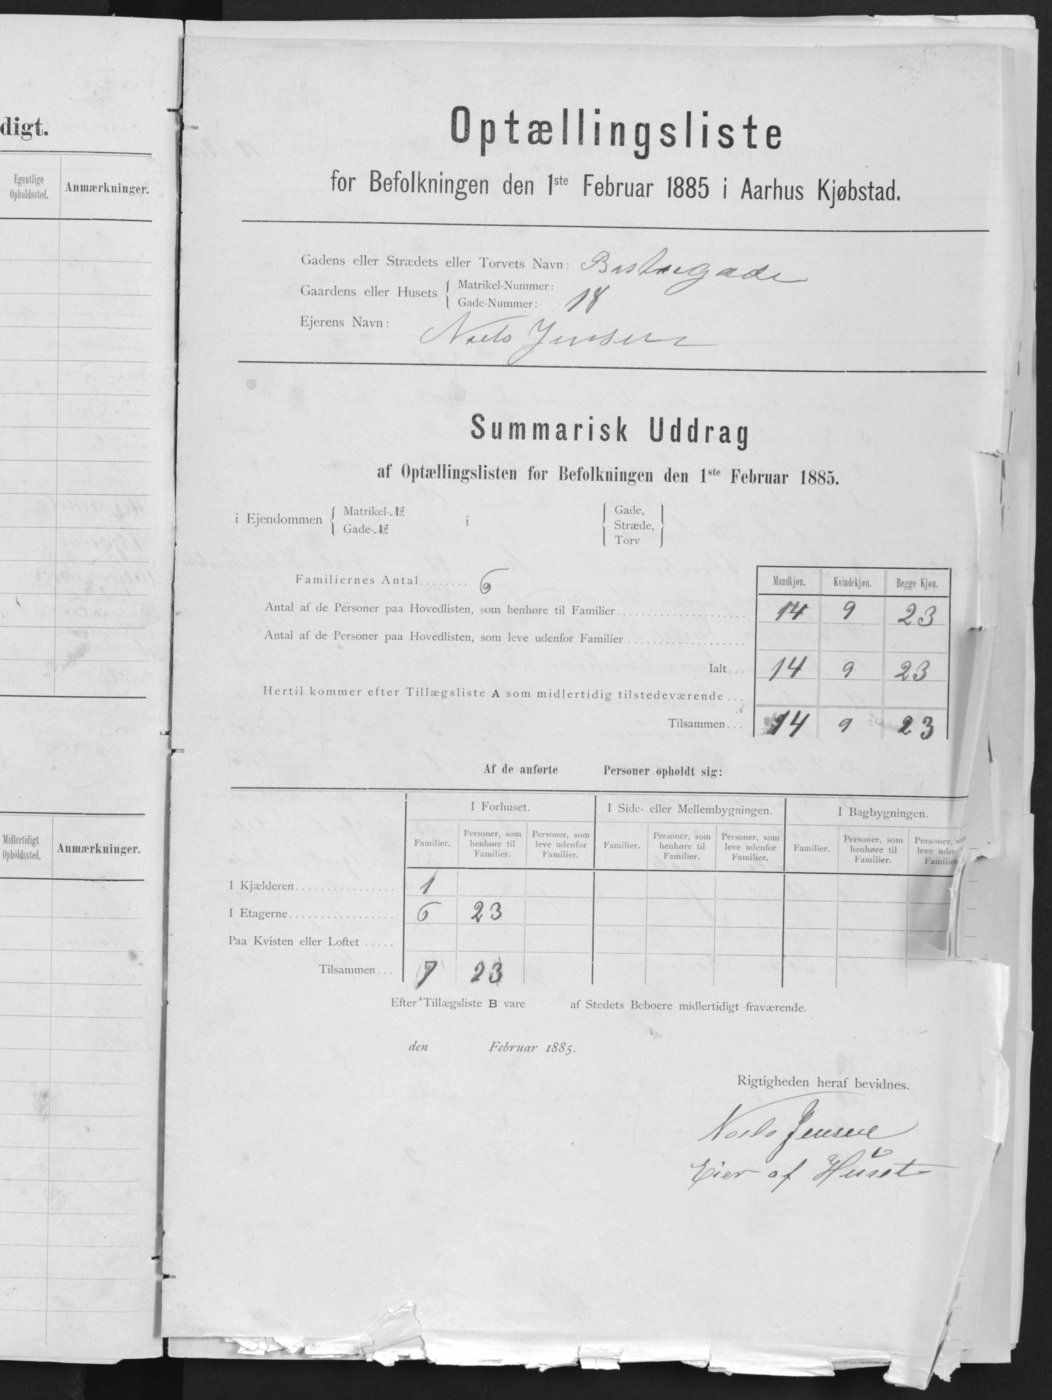 digt.
Egentlige Opholdssted.
Anmærkninger.
Midlertidigt Opholdssted.
Anmærkninger.
Optællingsliste
for Befolkningen den 1ste Februar 1885 i Aarhus Kjøbstad.
Gadens eller Strædets eller Torvets Navn:
Gaardens eller Husets { Matrikel-Nummer:
Gade-Nummer: 18
Ejerens Navn: Niels Jensen
Summarisk Uddrag
af Optællingslisten for Befolkningen den 1ste Februar 1885.
i Ejendommen { Matrikel-№ Gade-№ i { Gade, Stræde, Torv }
Familiernes Antal........ 6
Mandkjøn. Kvindekjøn. Begge Kjøn.
Antal af de Personer paa Hovedlisten, som henhøre til Familier 14 9 23
Antal af de Personer paa Hovedlisten, som leve udenfor Familier
Ialt... 14 9 23
Hertil kommer efter Tillægsliste A som midlertidig tilstedeværende...
Tilsammen... 14 9 23
Af de anførte Personer opholdt sig:
I Forhuset. I Side- eller Mellembygningen. I Bagbygningen.
Familier. Personer, som henhøre til Familier. Personer, som leve udenfor Familier. Familier. Personer, som henhøre til Familier. Personer, som leve udenfor Familier. Familier. Personer, som henhøre til Familier. Personer, leve uden Familie
I Kjælderen 1
I Etagerne 6 23
Paa Kvisten eller Loftet
Tilsammen... 7 23
Efter Tillægsliste B vare af Stedets Beboere midlertidigt fraværende.
den Februar 1885.
Rigtigheden heraf bevidnes.
Niels Jensen
Eier af Huset